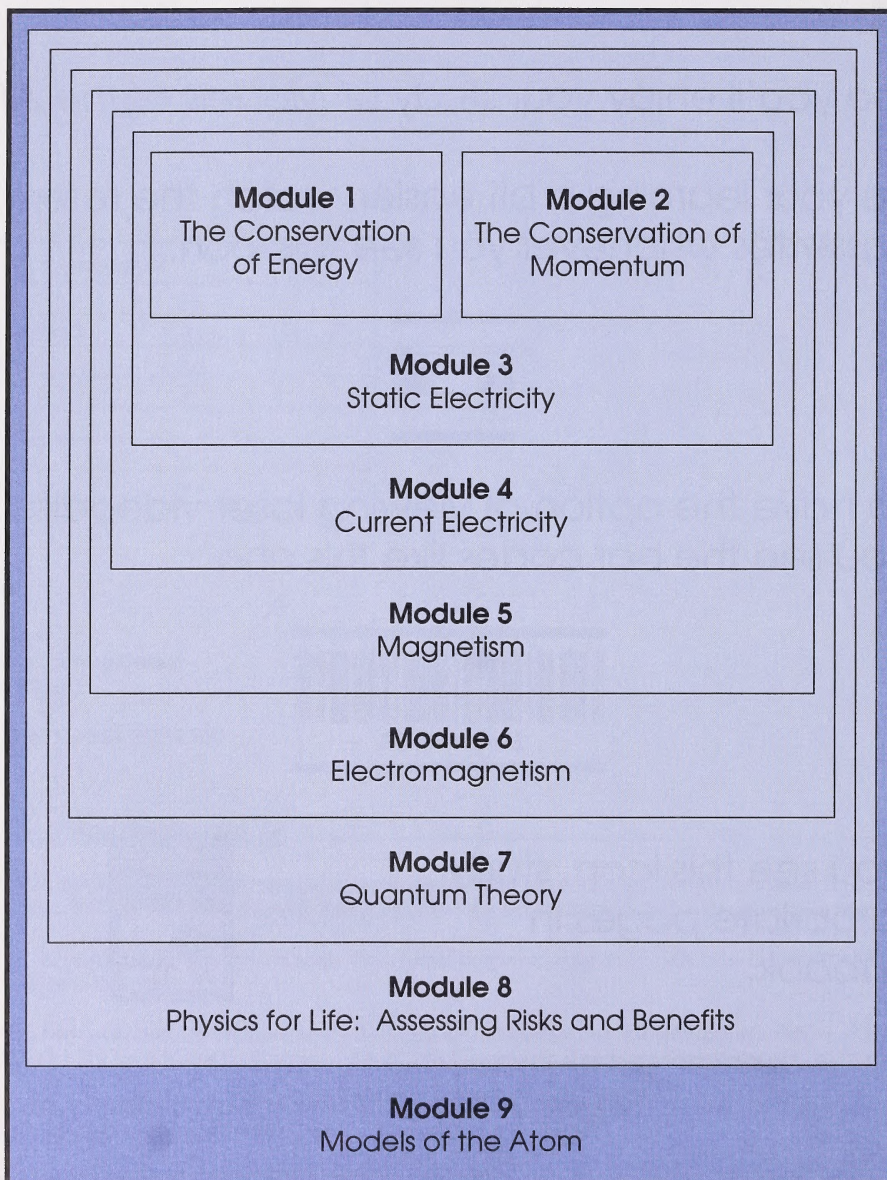 Module 1
The Conservation
of Energy
Module 2
The Conservation of
Momentum
Module 3
Static Electricity
Module 4
Current Electricity
Module 5
Magnetism
Module 6
Electromagnetism
Module 7
Quantum Theory
Module 8
Physics for Life: Assessing Risks and Benefits
Module 9
Models of the Atom